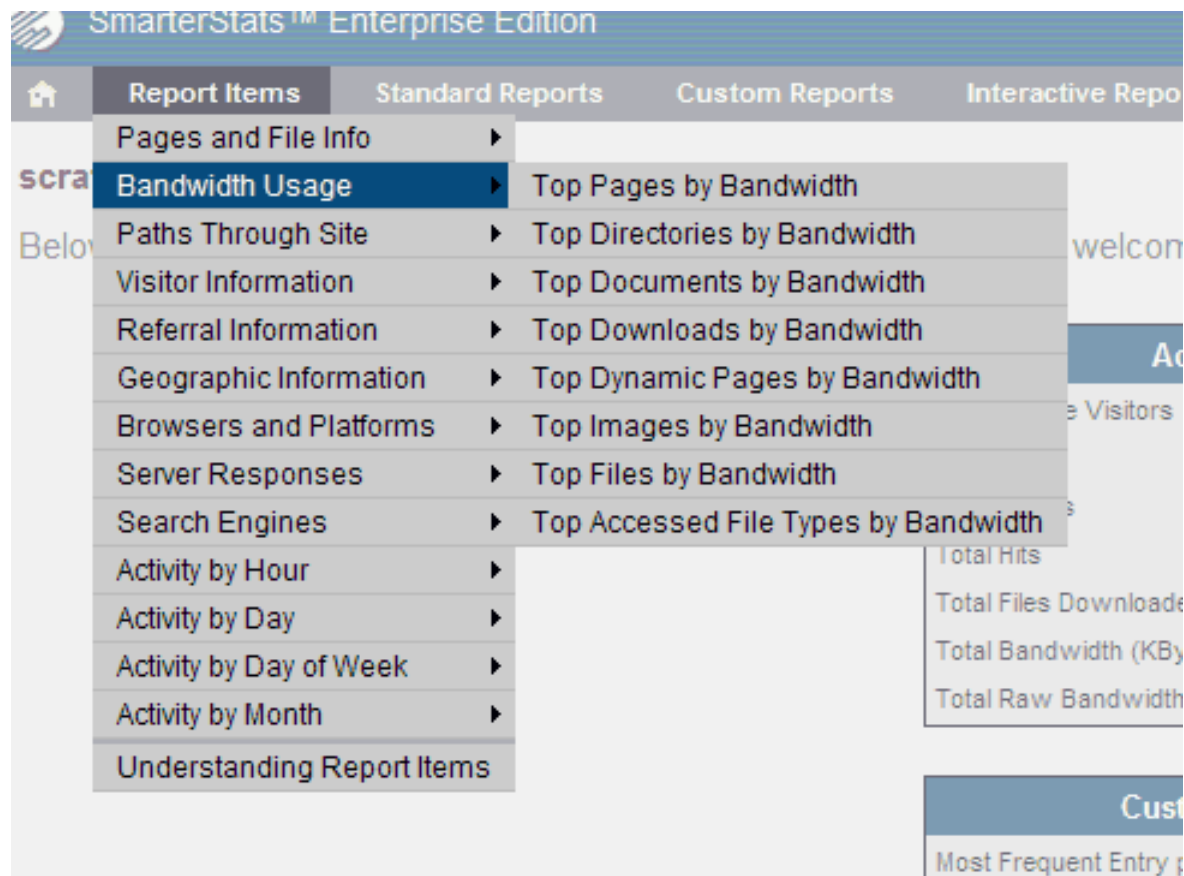 SmarterStats™ Enterprise Edition
Report Items Standard Reports Custom Reports Interactive
Pages and File Info
Bandwidth Usage
Paths Through Site
Visitor Information
Referral Information
Geographic Information
Browsers and Platforms
Server Responses
Search Engines
Activity by Hour
Activity by Day
Activity by Day of Week
Activity by Month
Understanding Report Items
Top Pages by Bandwidth
Top Directories by Bandwidth
Top Documents by Bandwidth
Top Downloads by Bandwidth
Top Dynamic Pages by Bandwidth
Top Images by Bandwidth
Top Files by Bandwidth
Top Accessed File Types by Bandwidth
Visitors
Total Hits
Total Files
Total Bandwidth
Total Raw Bandwidth
Most Frequent Entry